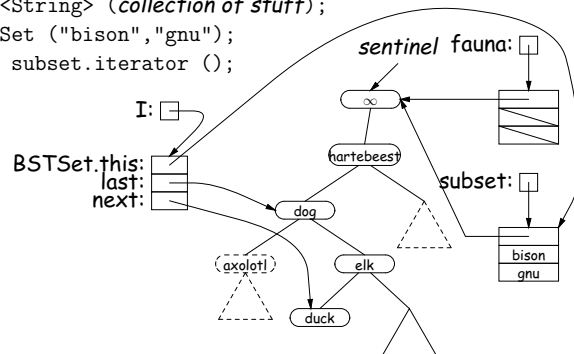 <String> (collection of stuff);
Set ("bison","gnu");
subset.iterator ();
sentinel
fauna:
∞
I:
hartebeest
BSTSet.this:
last:
next:
subset:
dog
axolotl
elk
bison
gnu
duck